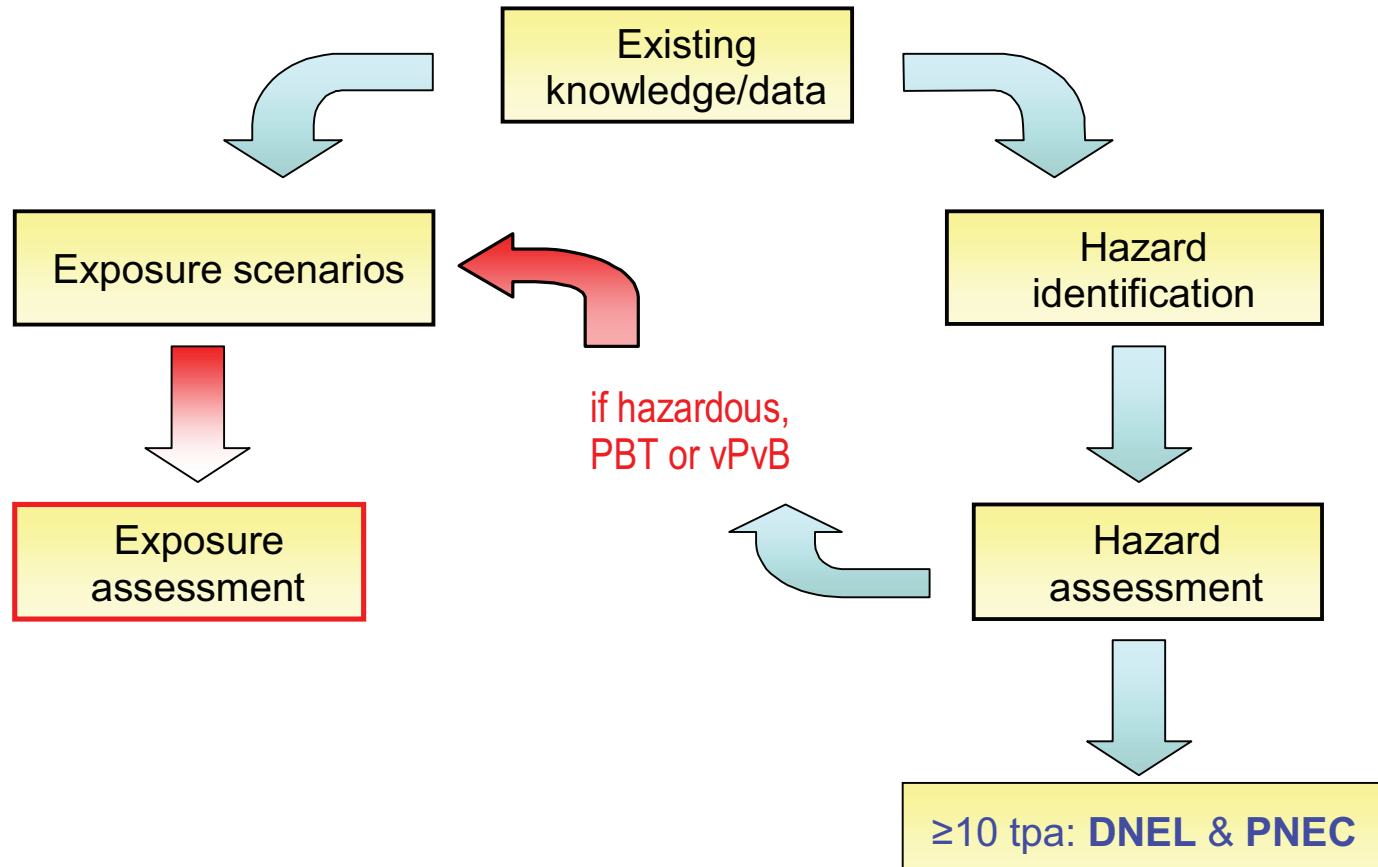 Existing
knowledge/data
Exposure scenarios
Hazard
identification
if hazardous,
PBT or vPvB
Exposure
assessment
Hazard
assessment
≥10 tpa: DNEL & PNEC